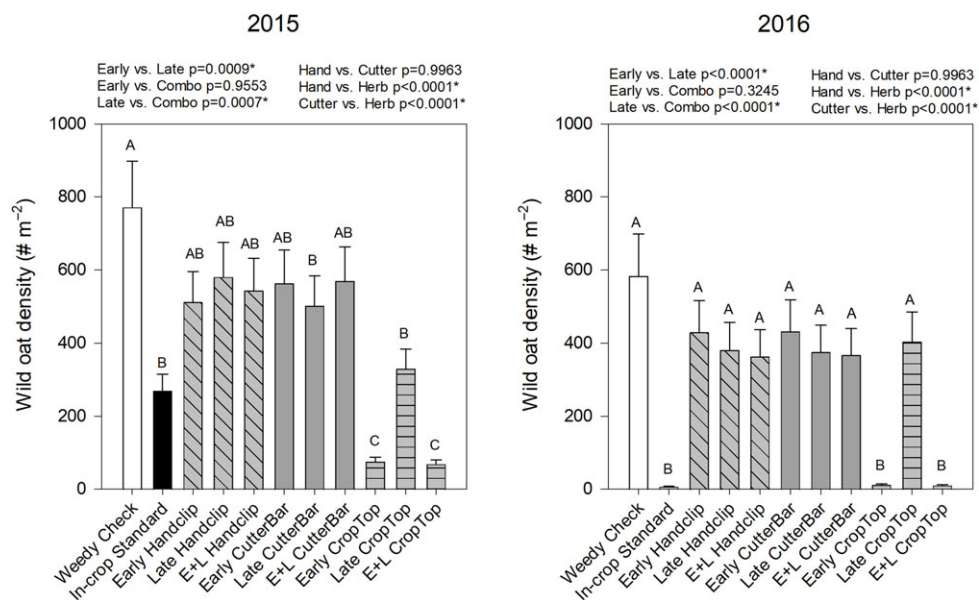 2015
Early vs. Late p=0.0009*
Early vs. Combo p=0.9553
Late vs. Combo p=0.0007*
Hand vs. Cutter p=0.9963
Hand vs. Herb p<0.0001*
Cutter vs. Herb p<0.0001*
1000
800
600
400
200
0
Wild oat density (# m⁻²)
A
B
AB
AB
AB
AB
B
AB
C
B
C
Weedy Check
In-crop Standard
Early Handclip
Late Handclip
E+L Handclip
Early CutterBar
Late CutterBar
E+L CutterBar
Early CropTop
Late CropTop
E+L CropTop
2016
Early vs. Late p<0.0001*
Early vs. Combo p=0.3245
Late vs. Combo p<0.0001*
Hand vs. Cutter p=0.9963
Hand vs. Herb p<0.0001*
Cutter vs. Herb p<0.0001*
1000
800
600
400
200
0
Wild oat density (# m⁻²)
A
B
A
A
A
A
A
A
B
A
B
Weedy Check
In-crop Standard
Early Handclip
Late Handclip
E+L Handclip
Early CutterBar
Late CutterBar
E+L CutterBar
Early CropTop
Late CropTop
E+L CropTop